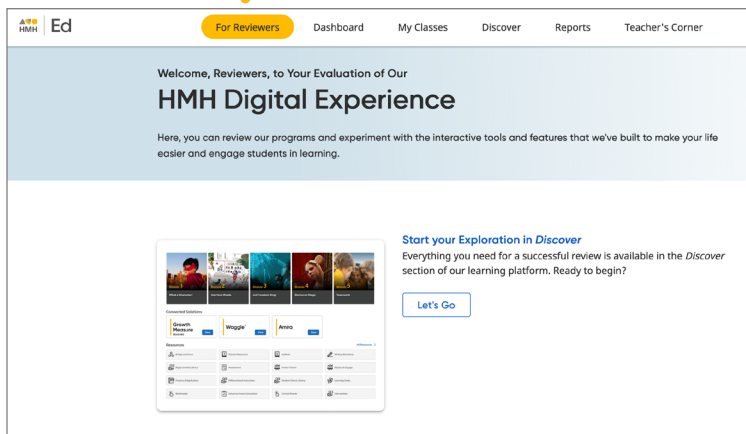 HMH Ed
For Reviewers Dashboard My Classes Discover Reports Teacher's Corner
Welcome, Reviewers, to Your Evaluation of Our
HMH Digital Experience
Here, you can review our programs and experiment with the interactive tools and features that we've built to make your life
easier and engage students in learning.
Start your Exploration in Discover
Everything you need for a successful review is available in the Discover
section of our learning platform. Ready to begin?
Let's Go
Connected Solutions
Growth
Measure
Waggle
Amira
Resources